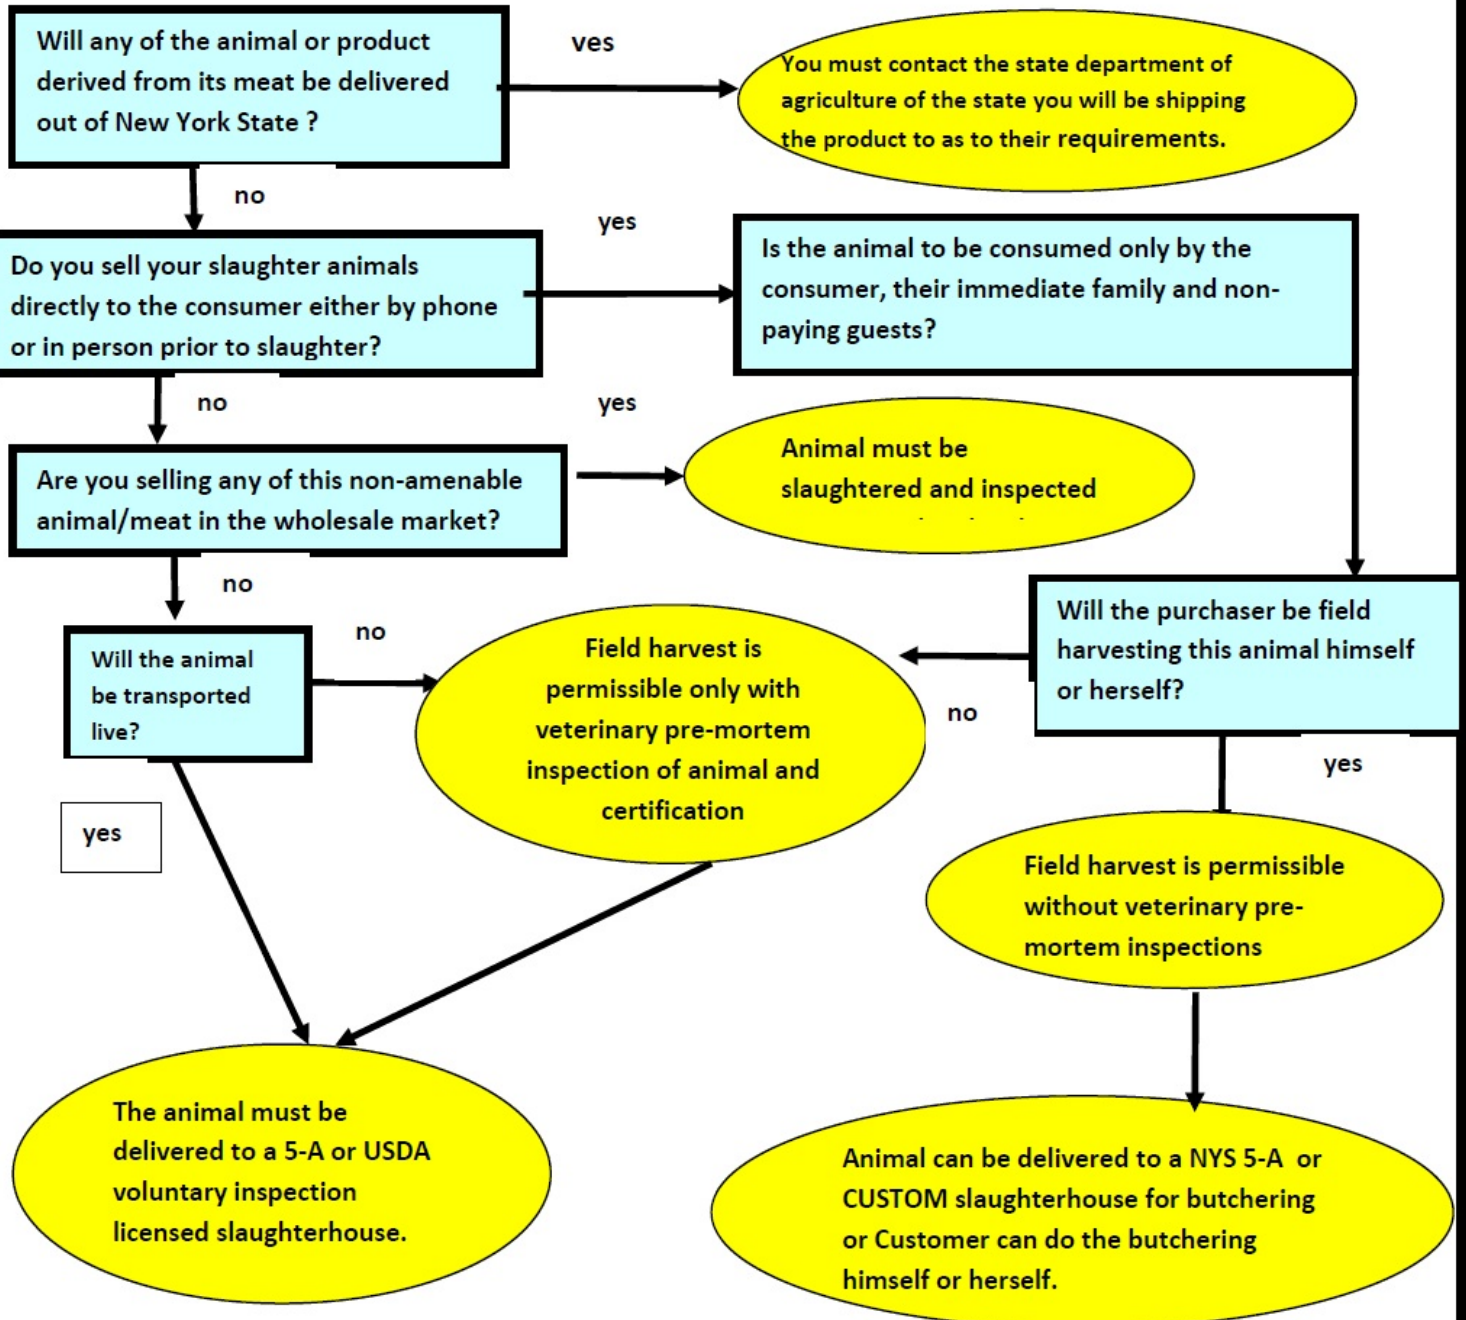 Will any of the animal or product
derived from its meat be delivered
out of New York State ?
ves
You must contact the state department of
agriculture of the state you will be shipping
the product to as to their requirements.
no
Do you sell your slaughter animals
directly to the consumer either by phone
or in person prior to slaughter?
yes
Is the animal to be consumed only by the
consumer, their immediate family and non-
paying guests?
no
Are you selling any of this non-amenable
animal/meat in the wholesale market?
yes
Animal must be
slaughtered and inspected
no
Will the animal
be transported
live?
no
Field harvest is
permissible only with
veterinary pre-mortem
inspection of animal and
certification
Will the purchaser be field
harvesting this animal himself
or herself?
no
yes
yes
Field harvest is permissible
without veterinary pre-
mortem inspections
The animal must be
delivered to a 5-A or USDA
voluntary inspection
licensed slaughterhouse.
Animal can be delivered to a NYS 5-A or
CUSTOM slaughterhouse for butchering
or Customer can do the butchering
himself or herself.